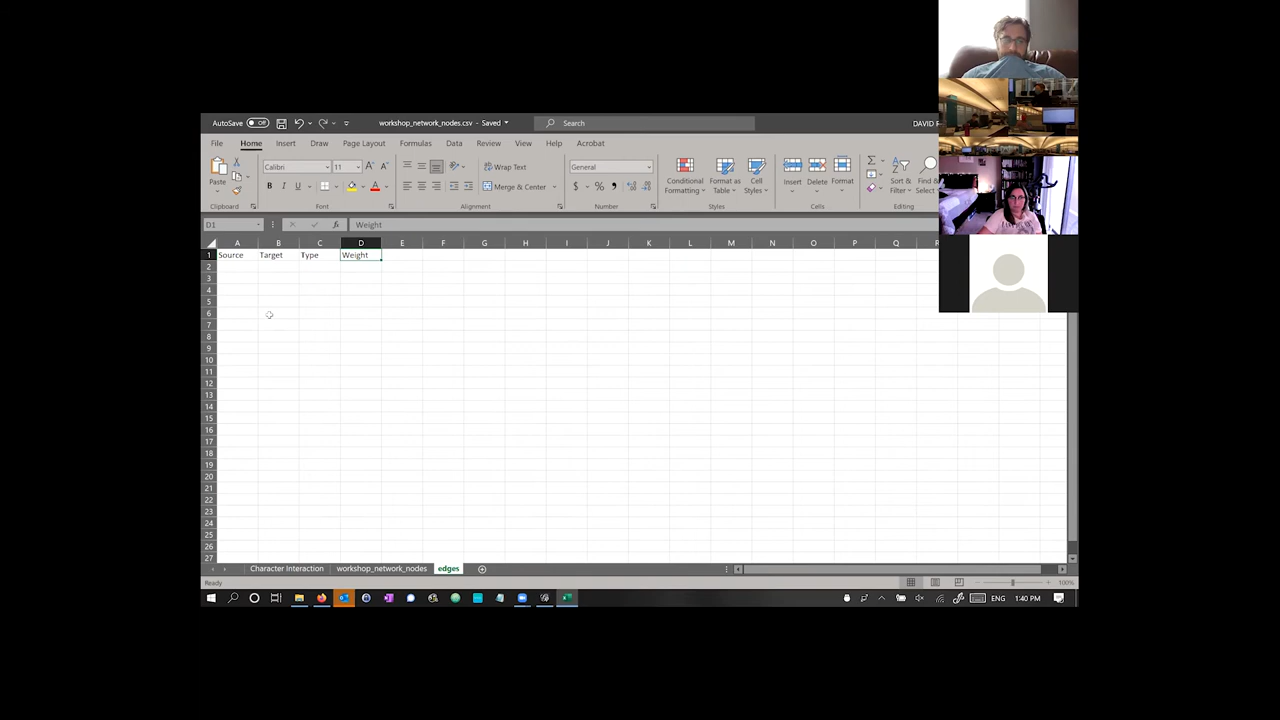 AutoSave Off workshop_network_nodes.csv - Saved Search DAVID
File Home Insert Draw Page Layout Formulas Data Review View Help Acrobat
Paste Calibri 11 A A Wrap Text General Conditional Formatting Format as Table Cell Styles Insert Delete Format Sort & Filter Find & Select
B I U A Merge & Center $ %
Clipboard Font Alignment Number Styles Cells Editing
D1 fx Weight
A B C D E F G H I J K L M N O P Q R
1 Source Target Type Weight
2
3
4
5
6
7
8
9
10
11
12
13
14
15
16
17
18
19
20
21
22
23
24
25
26
27
Character Interaction workshop_network_nodes edges
Ready 100%
ENG 1:40 PM